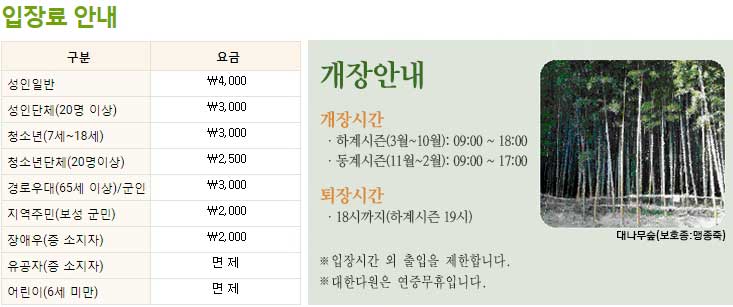 입장료 안내
구분 요금
성인일반 ₩4,000
성인단체(20명 이상) ₩3,000
청소년(7세~18세) ₩3,000
청소년단체(20명이상) ₩2,500
경로우대(65세 이상)/군인 ₩3,000
지역주민(보성 군민) ₩2,000
장애우(증 소지자) ₩2,000
유공자(증 소지자) 면 제
어린이(6세 미만) 면 제
개장안내
개장시간
· 하계시즌(3월~10월): 09:00 ~ 18:00
· 동계시즌(11월~2월): 09:00 ~ 17:00
퇴장시간
· 18시까지(하계시즌 19시)
대나무숲(보호종:맹종죽)
※입장시간 외 출입을 제한합니다.
※대한다원은 연중무휴입니다.